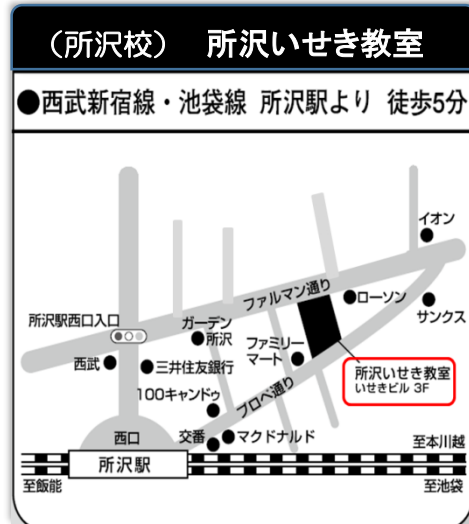 （所沢校）　所沢いせき教室
●西武新宿線・池袋線 所沢駅より 徒歩5分
イオン
ファルマン通り
ローソン
サンクス
所沢駅西口入口
ガーデン
所沢
ファミリー
マート
西武
三井住友銀行
所沢いせき教室
いせきビル 3F
100キャンドゥ
プロペ通り
西口
交番
マクドナルド
至本川越
所沢駅
至飯能
至池袋